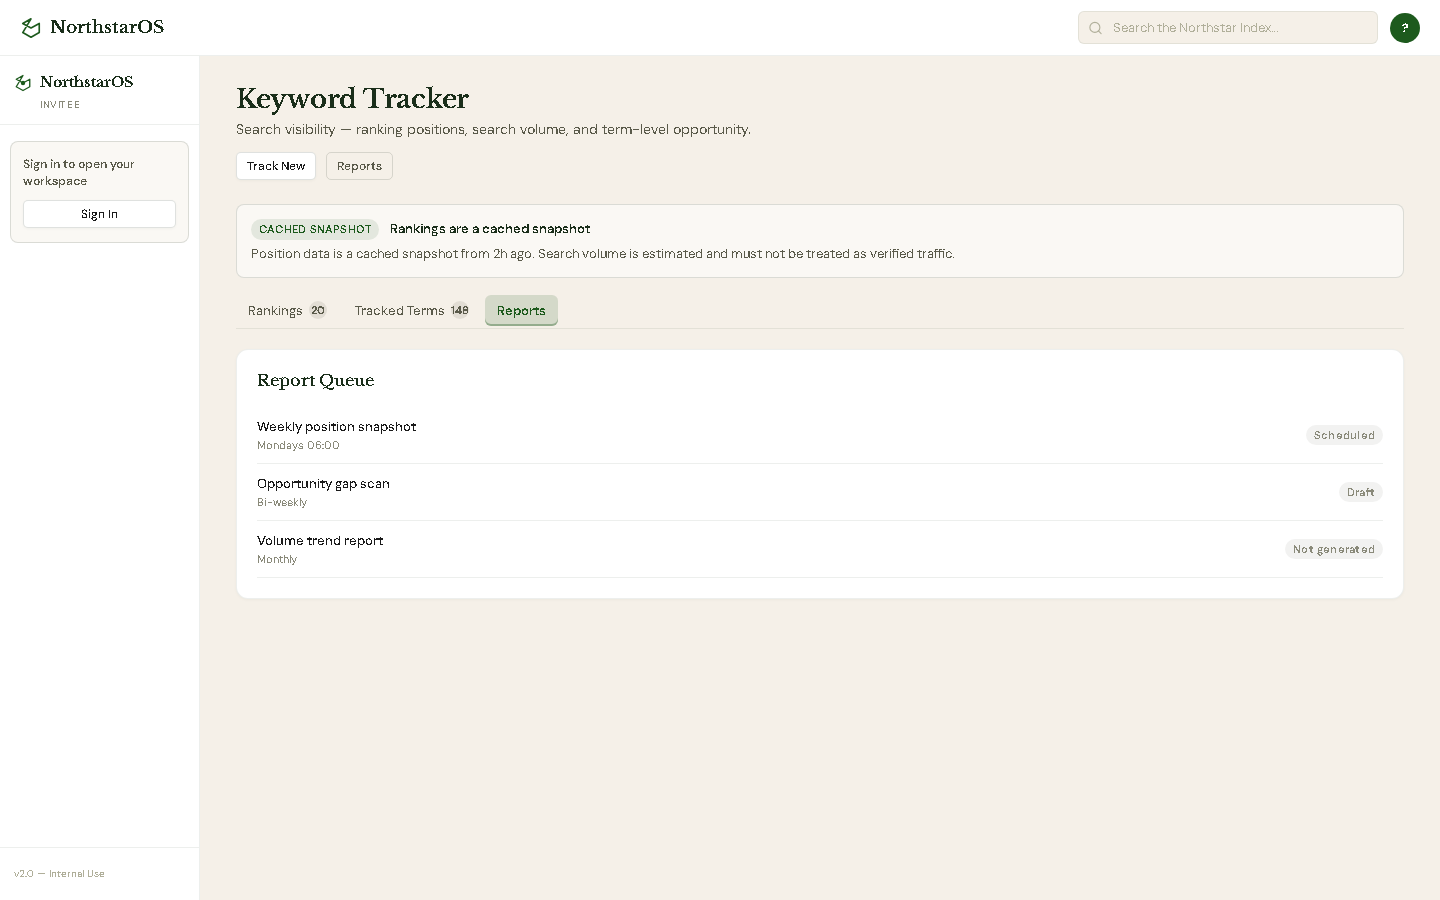 NorthstarOS
Search the Northstar Index...
?
NorthstarOS
INVITEE
Sign in to open your
workspace
Sign In
v2.0 — Internal Use
Keyword Tracker
Search visibility — ranking positions, search volume, and term-level opportunity.
Track New
Reports
CACHED SNAPSHOT Rankings are a cached snapshot
Position data is a cached snapshot from 2h ago. Search volume is estimated and must not be treated as verified traffic.
Rankings 20 Tracked Terms 148 Reports
Report Queue
Weekly position snapshot
Mondays 06:00
Scheduled
Opportunity gap scan
Bi-weekly
Draft
Volume trend report
Monthly
Not generated